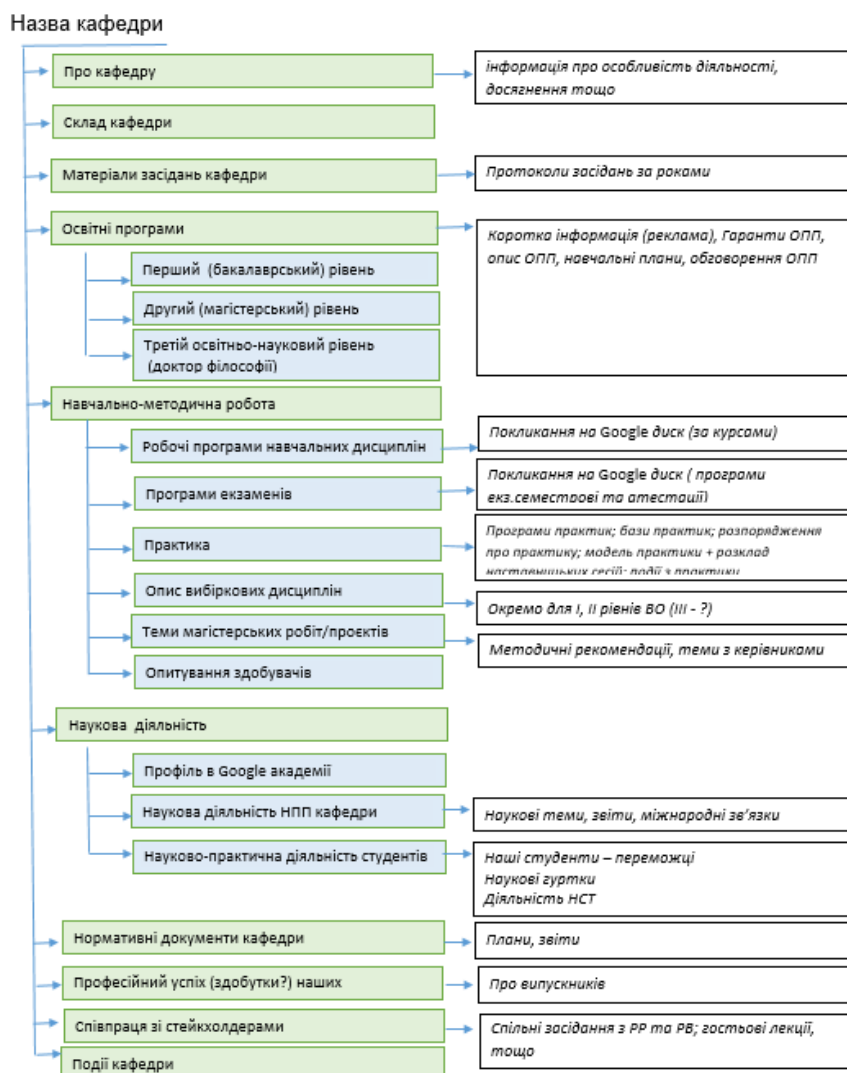 Назва кафедри
Про кафедру
інформація про особливість діяльності,
досягнення тощо
Склад кафедри
Матеріали засідань кафедри
Протоколи засідань за роками
Освітні програми
Коротка інформація (реклама), Гаранти ОПП,
опис ОПП, навчальні плани, обговорення ОПП
Перший (бакалаврський) рівень
Другий (магістерський) рівень
Третій освітньо-науковий рівень
(доктор філософії)
Навчально-методична робота
Робочі програми навчальних дисциплін
Покликання на Google диск (за курсами)
Програми екзаменів
Покликання на Google диск ( програми
екз.семестрові та атестації)
Практика
Програми практик; бази практик; розпорядження
про практику; модель практики + розклад
наставницьких сесій; події з практики
Опис вибіркових дисциплін
Окремо для І, ІІ рівнів ВО (ІІІ - ?)
Теми магістерських робіт/проєктів
Методичні рекомендації, теми з керівниками
Опитування здобувачів
Наукова діяльність
Профіль в Google академії
Наукова діяльність НПП кафедри
Наукові теми, звіти, міжнародні зв’язки
Науково-практична діяльність студентів
Наші студенти – переможці
Наукові гуртки
Діяльність НСТ
Нормативні документи кафедри
Плани, звіти
Професійний успіх (здобутки?) наших
Про випускників
Співпраця зі стейкхолдерами
Спільні засідання з РР та РВ; гостьові лекції,
тощо
Події кафедри